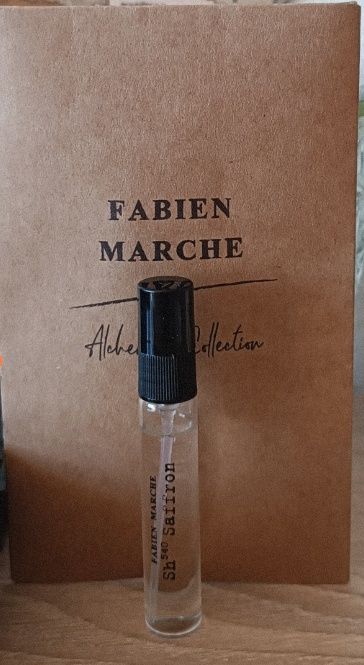 FABIEN
MARCHE
Collection
FABIEN MARCHE
Sh⁵⁴⁰ Saffron